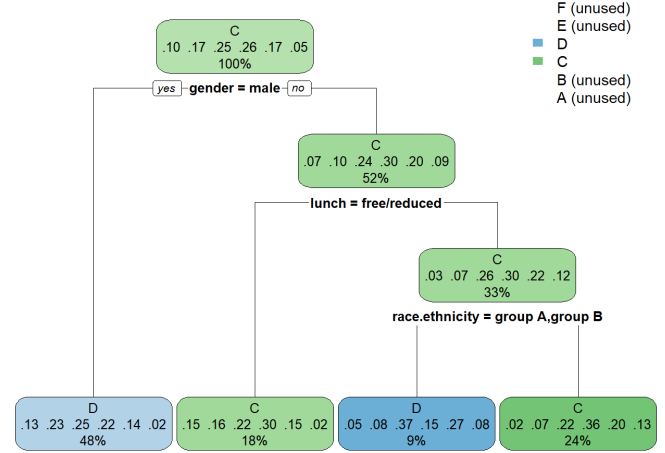 F (unused)
E (unused)
D
C
B (unused)
A (unused)
C
.10 .17 .25 .26 .17 .05
100%
yes gender = male no
C
.07 .10 .24 .30 .20 .09
52%
lunch = free/reduced
C
.03 .07 .26 .30 .22 .12
33%
race.ethnicity = group A,group B
D
.13 .23 .25 .22 .14 .02
48%
C
.15 .16 .22 .30 .15 .02
18%
D
.05 .08 .37 .15 .27 .08
9%
C
.02 .07 .22 .36 .20 .13
24%